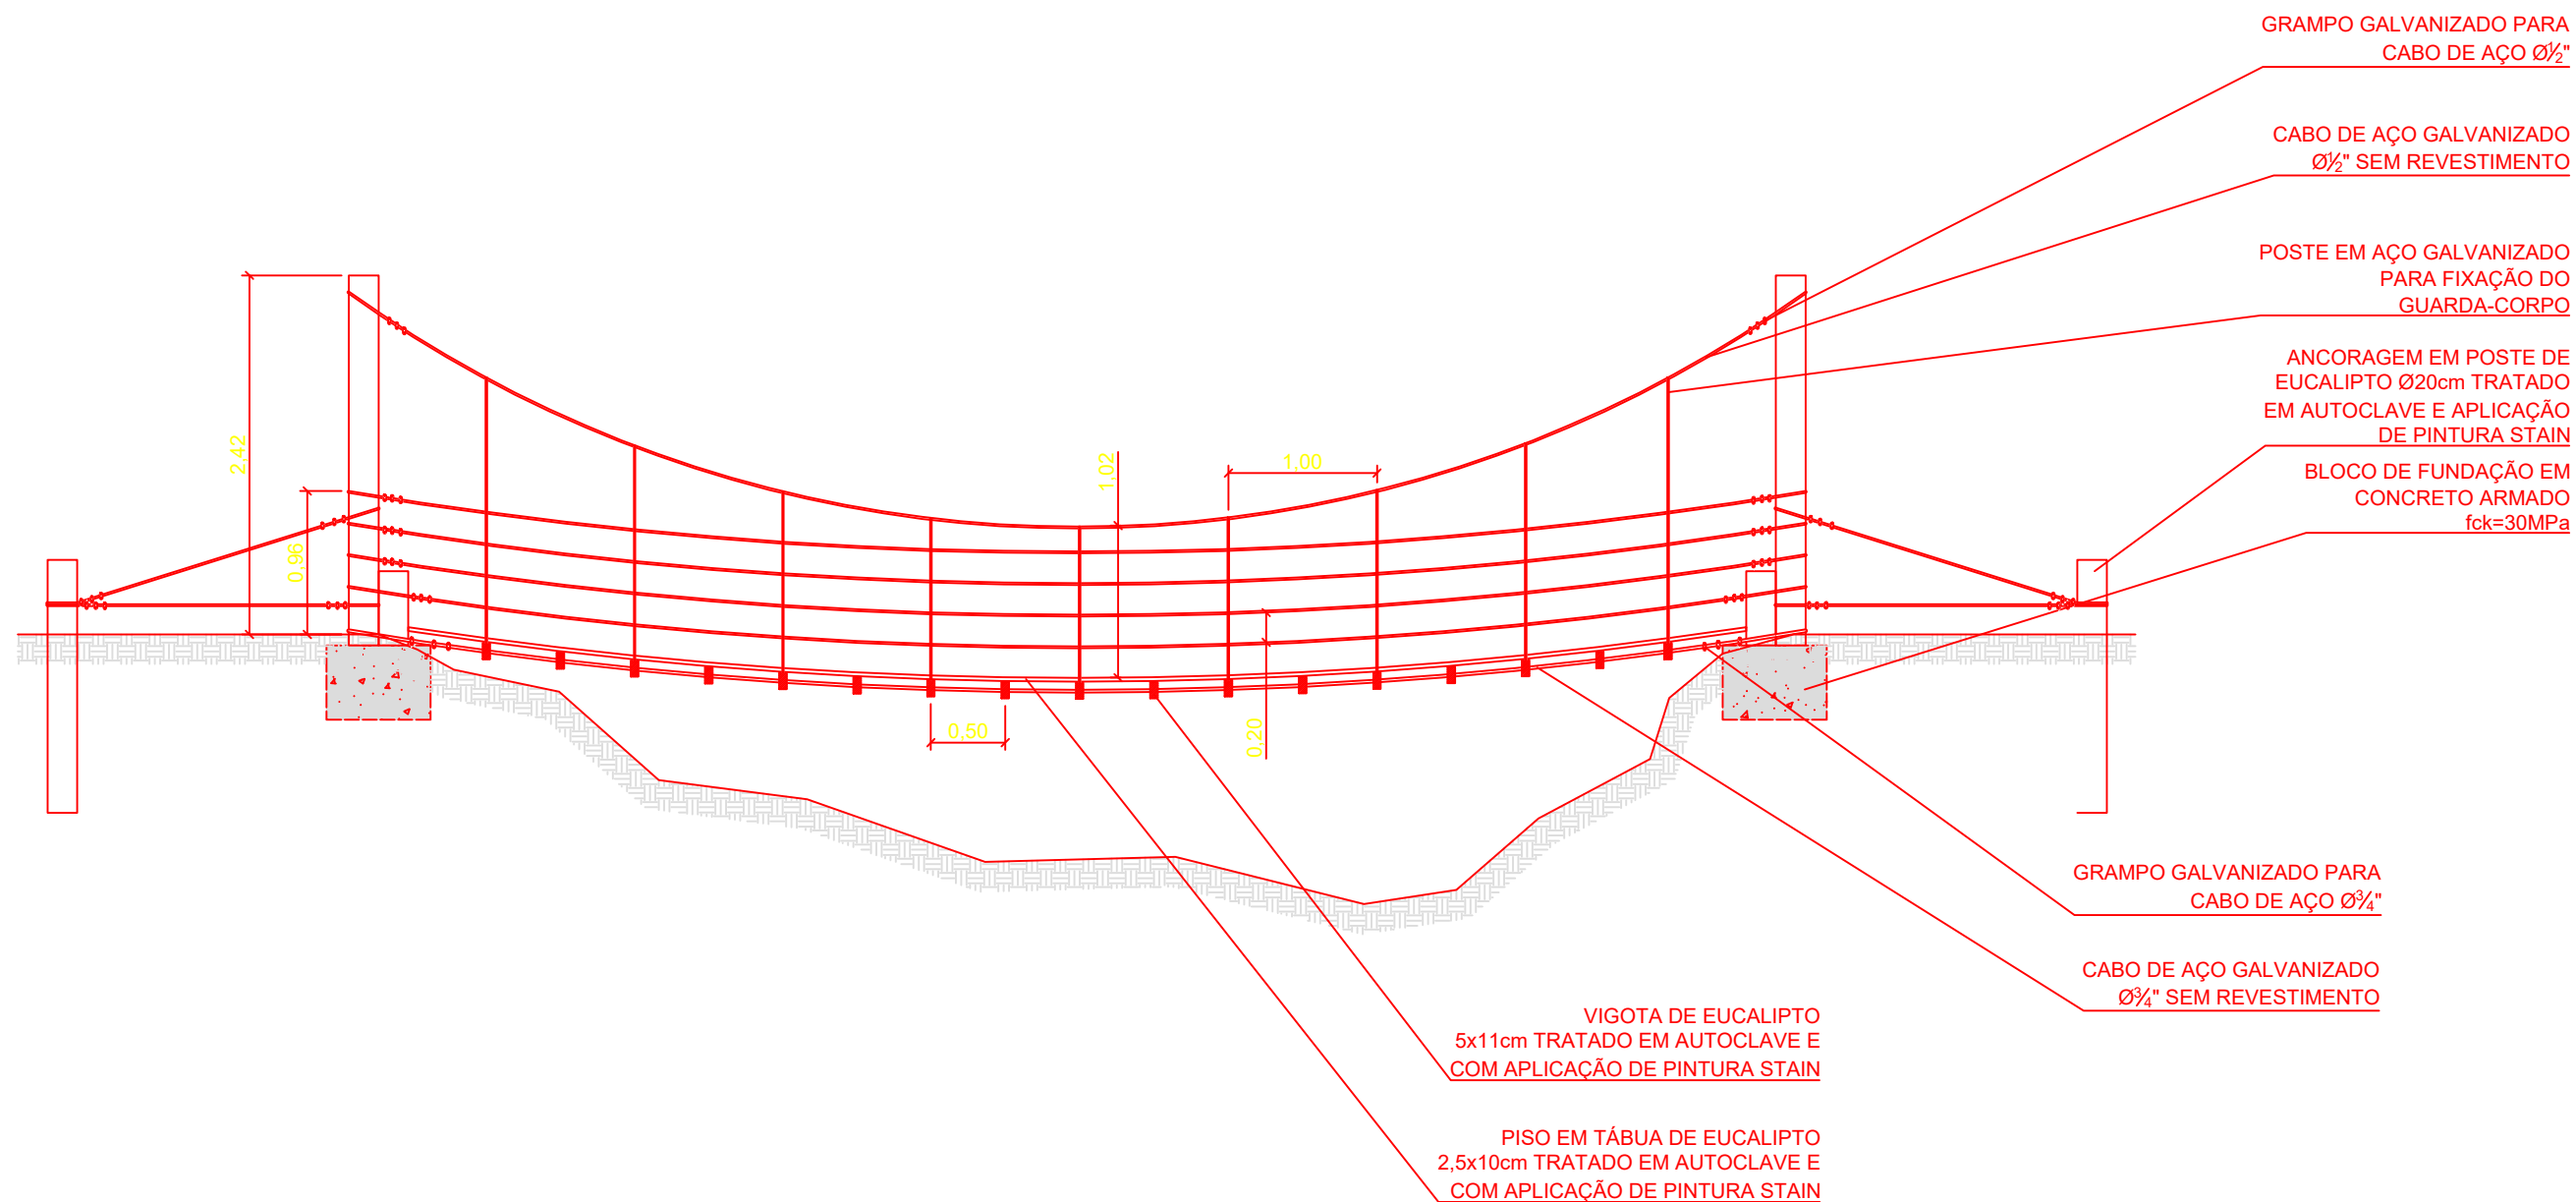 GRAMPO GALVANIZADO PARA
CABO DE AÇO Ø½"
CABO DE AÇO GALVANIZADO
Ø½" SEM REVESTIMENTO
POSTE EM AÇO GALVANIZADO
PARA FIXAÇÃO DO
GUARDA-CORPO
ANCORAGEM EM POSTE DE
EUCALIPTO Ø20cm TRATADO
EM AUTOCLAVE E APLICAÇÃO
DE PINTURA STAIN
BLOCO DE FUNDAÇÃO EM
CONCRETO ARMADO
fck=30MPa
2,42
0,96
1,02
1,00
0,50
0,20
GRAMPO GALVANIZADO PARA
CABO DE AÇO Ø¾"
CABO DE AÇO GALVANIZADO
Ø¾" SEM REVESTIMENTO
VIGOTA DE EUCALIPTO
5x11cm TRATADO EM AUTOCLAVE E
COM APLICAÇÃO DE PINTURA STAIN
PISO EM TÁBUA DE EUCALIPTO
2,5x10cm TRATADO EM AUTOCLAVE E
COM APLICAÇÃO DE PINTURA STAIN